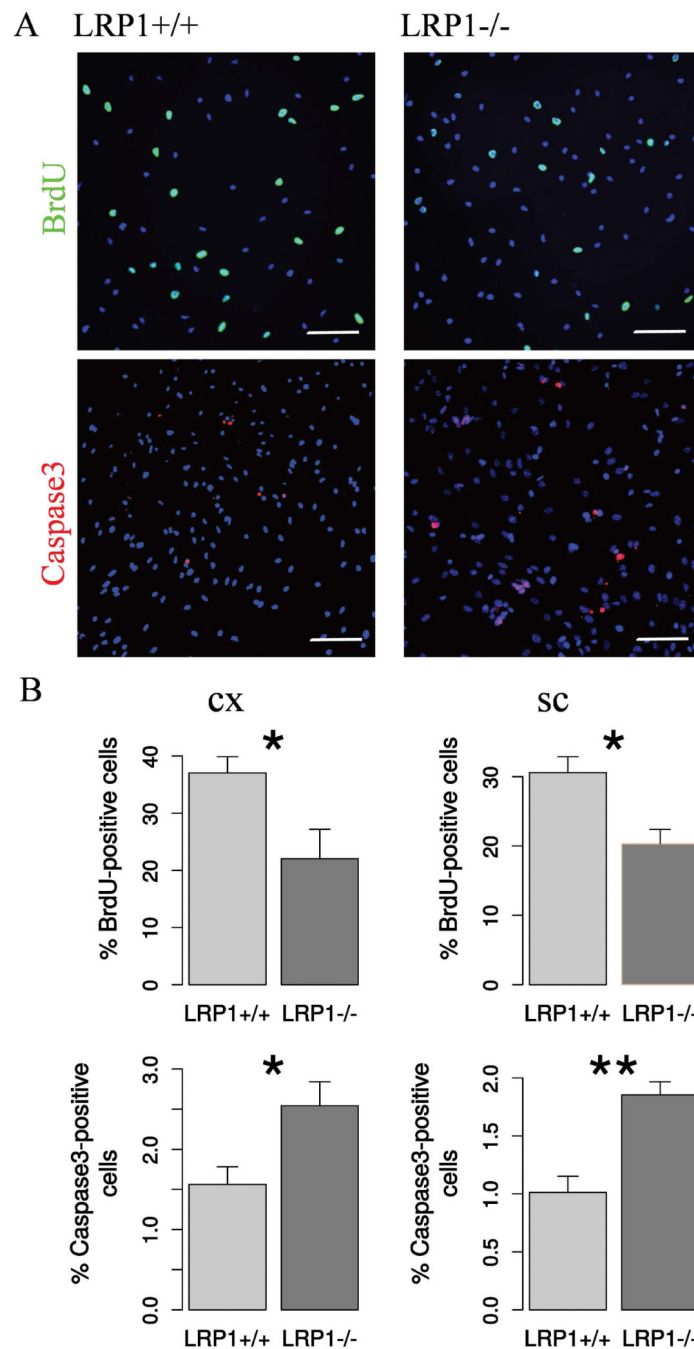 A LRP1+/+ LRP1-/-
BrdU
Caspase3
B cx sc
* *
% BrdU-positive cells
0 10 20 30 40
LRP1+/+ LRP1-/-
% BrdU-positive cells
0 10 20 30
LRP1+/+ LRP1-/-
* **
% Caspase3-positive
cells
0.0 1.0 2.0 3.0
LRP1+/+ LRP1-/-
% Caspase3-positive
cells
0.0 0.5 1.0 1.5 2.0
LRP1+/+ LRP1-/-